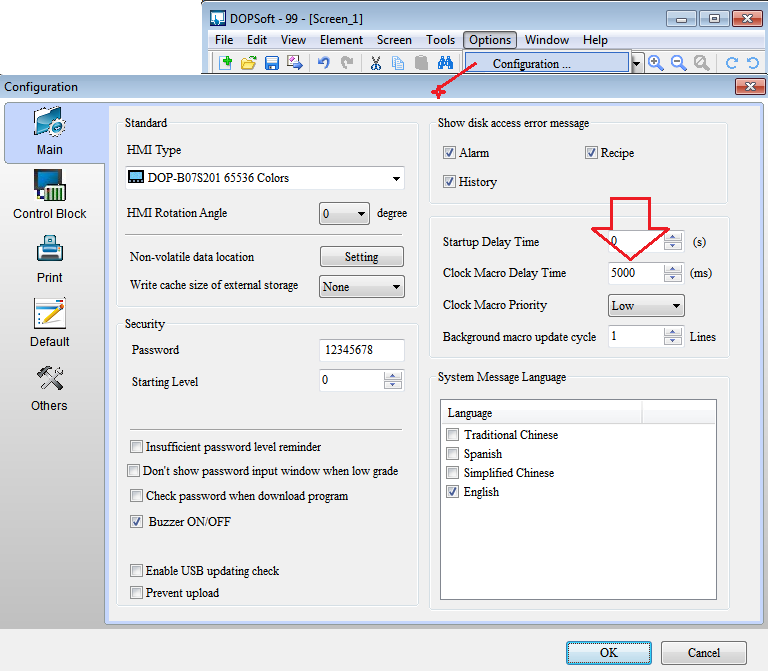 DOPSoft - 99 - [Screen_1]
File Edit View Element Screen Tools Options Window Help
Configuration ...
Configuration
Main
Control Block
Print
Default
Others
Standard
HMI Type
DOP-B07S201 65536 Colors
HMI Rotation Angle 0 degree
Non-volatile data location Setting
Write cache size of external storage None
Security
Password 12345678
Starting Level 0
Insufficient password level reminder
Don't show password input window when low grade
Check password when download program
Buzzer ON/OFF
Enable USB updating check
Prevent upload
Show disk access error message
Alarm Recipe
History
Startup Delay Time 0 (s)
Clock Macro Delay Time 5000 (ms)
Clock Macro Priority Low
Background macro update cycle 1 Lines
System Message Language
Language
Traditional Chinese
Spanish
Simplified Chinese
English
OK Cancel